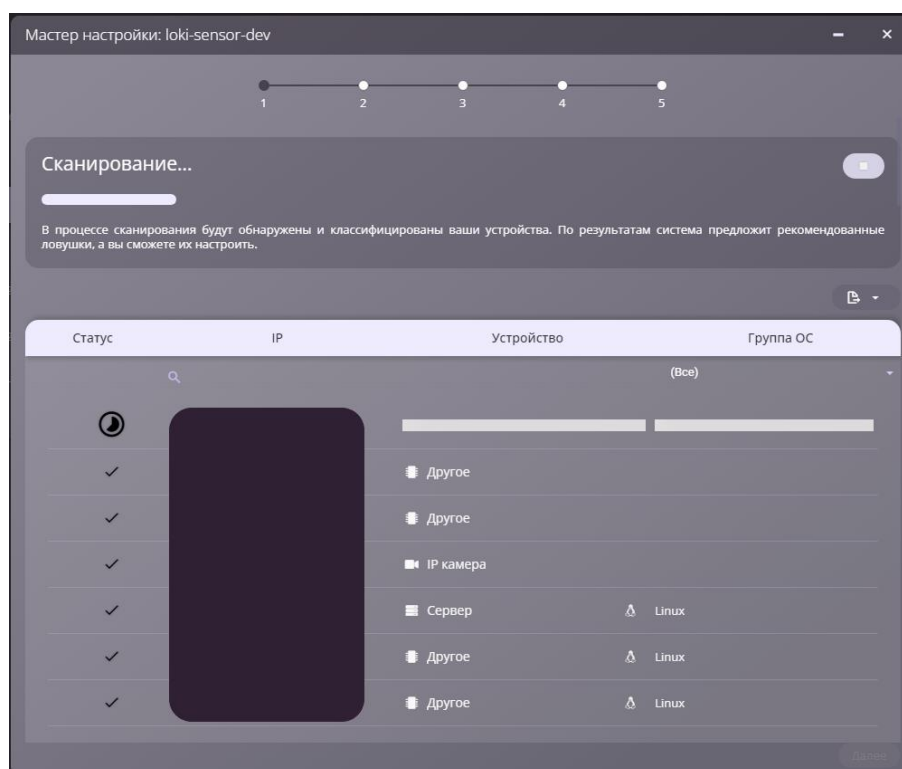 Мастер настройки: loki-sensor-dev
1 2 3 4 5
Сканирование...
В процессе сканирования будут обнаружены и классифицированы ваши устройства. По результатам система предложит рекомендованные
ловушки, а вы сможете их настроить.
Статус IP Устройство Группа ОС
(Все)
Другое
Другое
IP камера
Сервер Linux
Другое Linux
Другое Linux
Далее